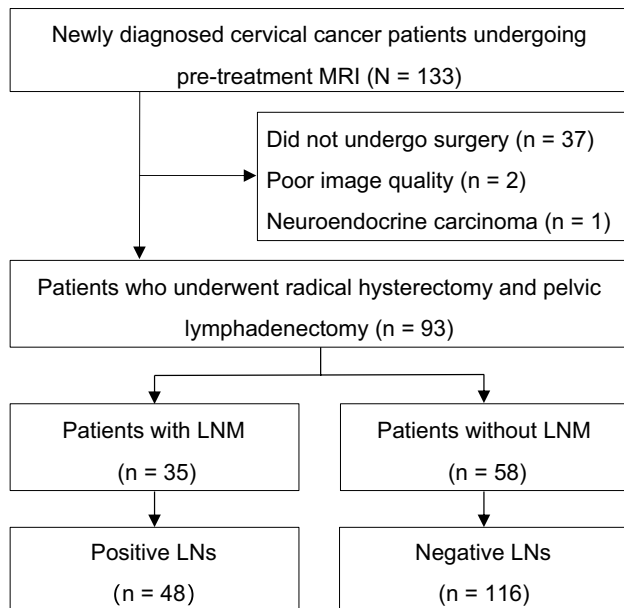 Newly diagnosed cervical cancer patients undergoing
pre-treatment MRI (N = 133)
Did not undergo surgery (n = 37)
Poor image quality (n = 2)
Neuroendocrine carcinoma (n = 1)
Patients who underwent radical hysterectomy and pelvic
lymphadenectomy (n = 93)
Patients with LNM
(n = 35)
Patients without LNM
(n = 58)
Positive LNs
(n = 48)
Negative LNs
(n = 116)